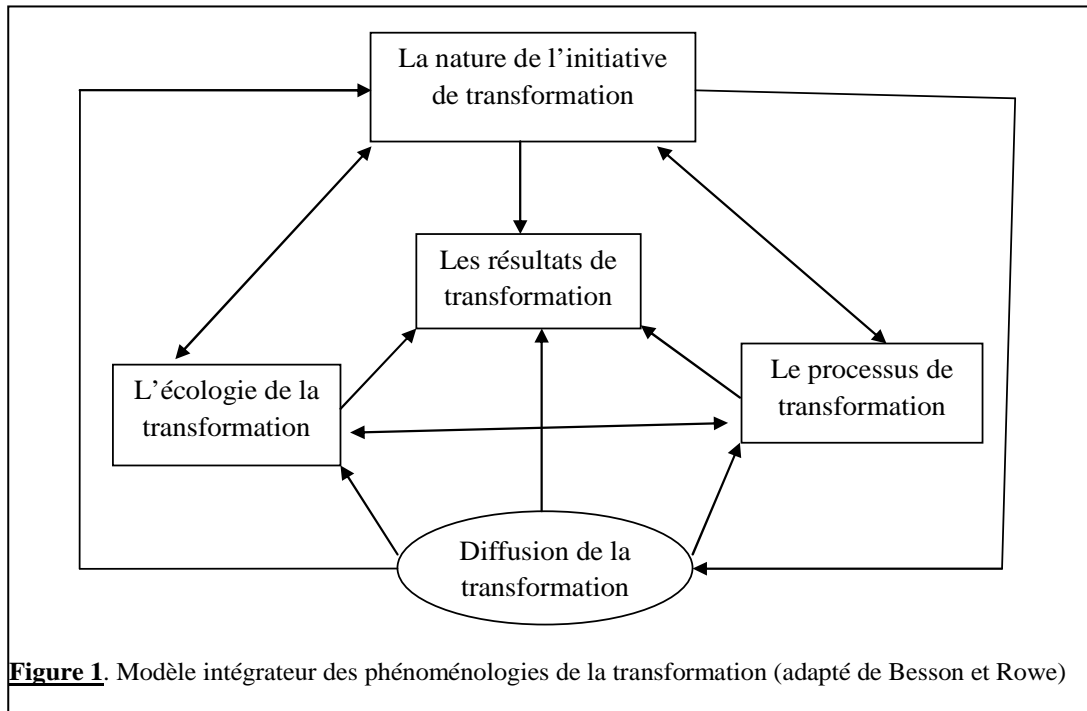 La nature de l’initiative
de transformation
Les résultats de
transformation
L’écologie de la
transformation
Le processus de
transformation
Diffusion de la
transformation
Figure 1. Modèle intégrateur des phénoménologies de la transformation (adapté de Besson et Rowe)